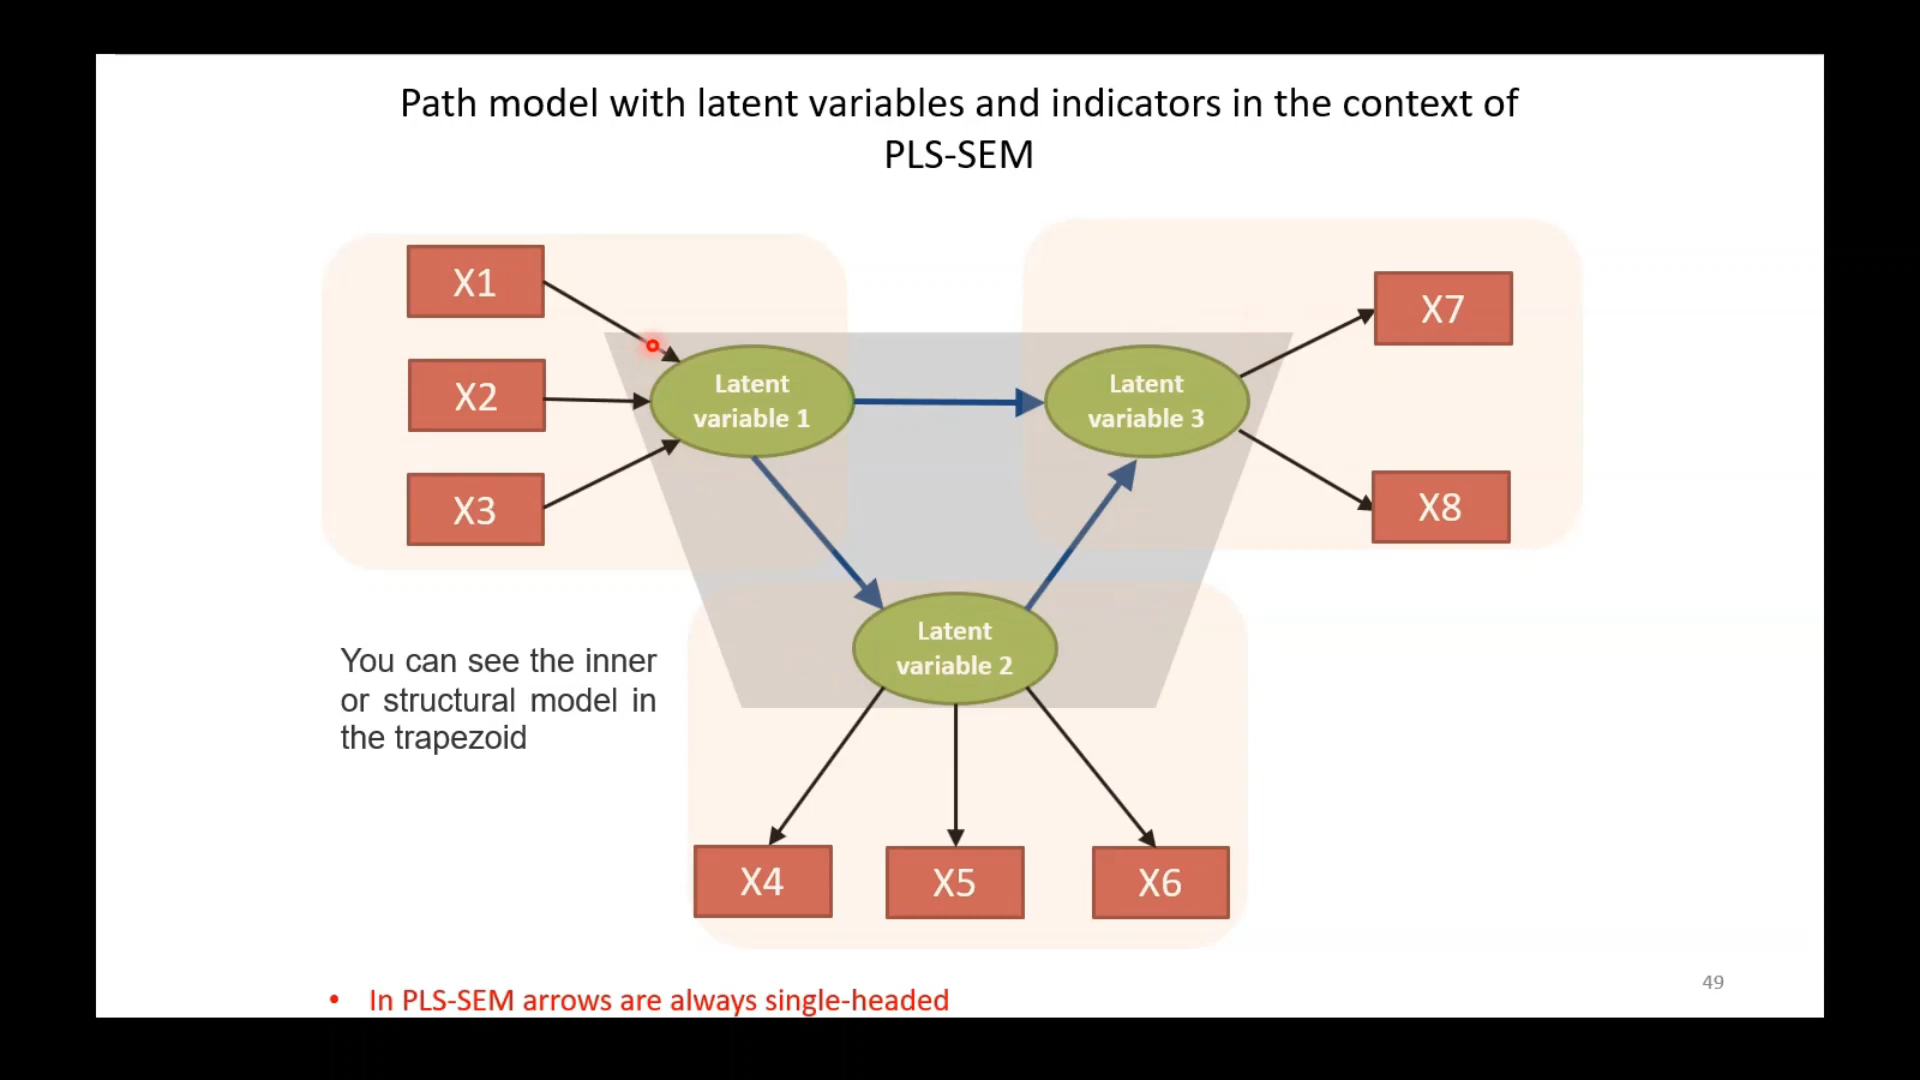 Path model with latent variables and indicators in the context of
PLS-SEM
X1
X2
X3
Latent
variable 1
Latent
variable 3
X7
X8
Latent
variable 2
You can see the inner
or structural model in
the trapezoid
X4
X5
X6
• In PLS-SEM arrows are always single-headed
49